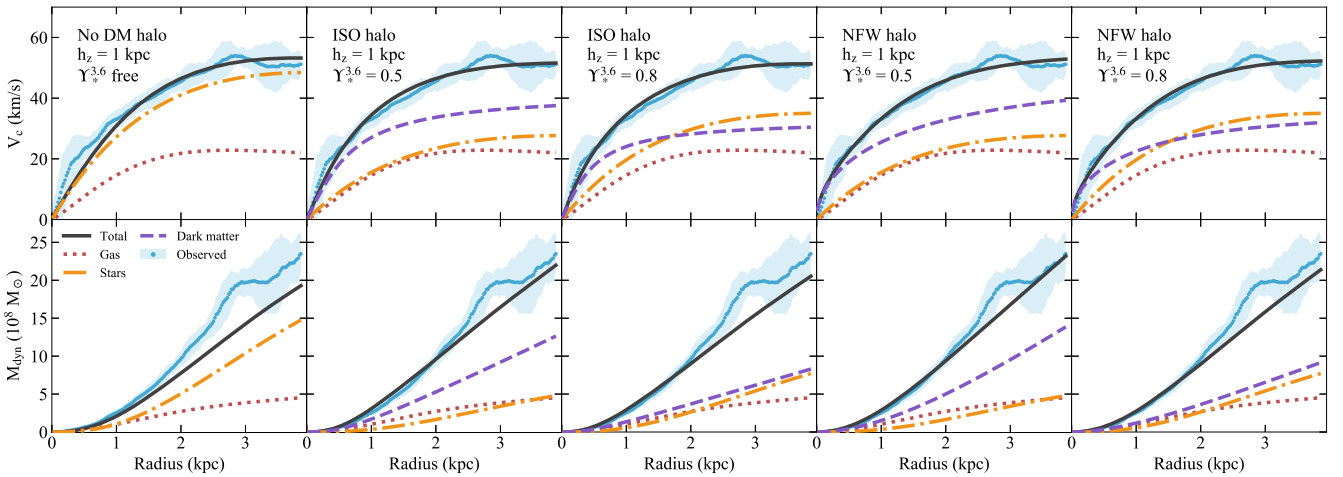 60
40
20
0
V_c (km/s)
No DM halo
h_z = 1 kpc
ϒ_*^3.6 free
ISO halo
h_z = 1 kpc
ϒ_*^3.6 = 0.5
ISO halo
h_z = 1 kpc
ϒ_*^3.6 = 0.8
NFW halo
h_z = 1 kpc
ϒ_*^3.6 = 0.5
NFW halo
h_z = 1 kpc
ϒ_*^3.6 = 0.8
25
20
15
10
5
0
M_dyn (10^8 M_⊙)
Total
Gas
Stars
Dark matter
Observed
0 1 2 3
1 2 3
1 2 3
1 2 3
1 2 3
Radius (kpc)
Radius (kpc)
Radius (kpc)
Radius (kpc)
Radius (kpc)